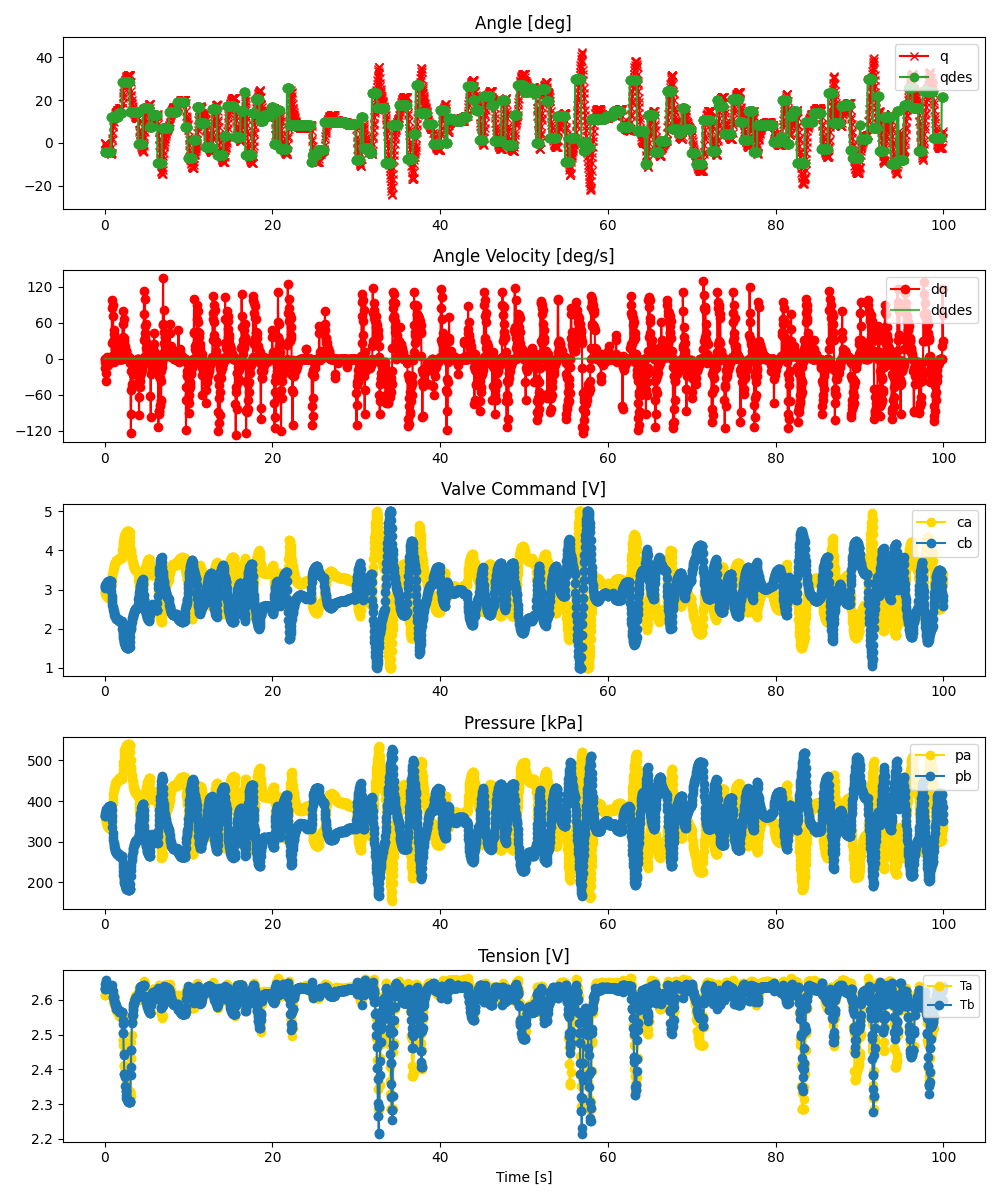 Angle [deg]
40
20
0
−20
q
qdes
0 20 40 60 80 100
Angle Velocity [deg/s]
120
60
0
−60
−120
dq
dqdes
0 20 40 60 80 100
Valve Command [V]
5
4
3
2
1
ca
cb
0 20 40 60 80 100
Pressure [kPa]
500
400
300
200
pa
pb
0 20 40 60 80 100
Tension [V]
2.6
2.5
2.4
2.3
2.2
Ta
Tb
0 20 40 60 80 100
Time [s]